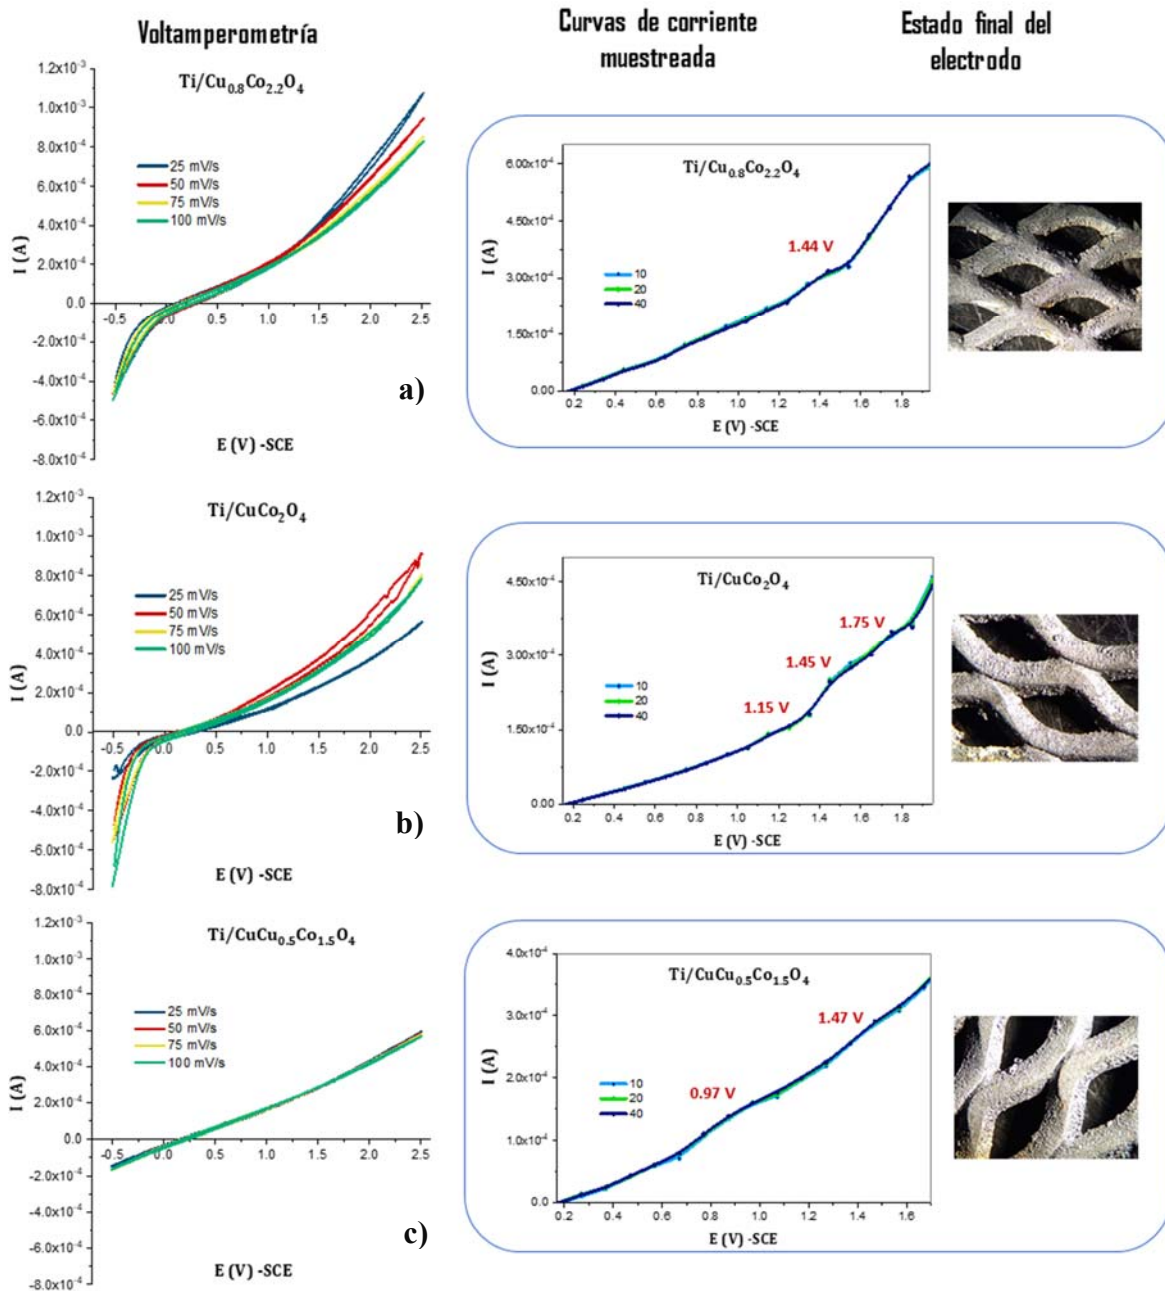 Voltamperometría
Curvas de corriente
muestreada
Estado final del
electrodo
Ti/Cu0.8Co2.2O4
1.2x10-3
1.0x10-3
8.0x10-4
6.0x10-4
4.0x10-4
2.0x10-4
0.0
-2.0x10-4
-4.0x10-4
-6.0x10-4
-8.0x10-4
I (A)
25 mV/s
50 mV/s
75 mV/s
100 mV/s
-0.5 0.0 0.5 1.0 1.5 2.0 2.5
E (V) -SCE
a)
Ti/Cu0.8Co2.2O4
6.00x10-4
4.50x10-4
3.00x10-4
1.50x10-4
0.00
I (A)
1.44 V
10
20
40
0.2 0.4 0.6 0.8 1.0 1.2 1.4 1.6 1.8
E (V) -SCE
Ti/CuCo2O4
1.2x10-3
1.0x10-3
8.0x10-4
6.0x10-4
4.0x10-4
2.0x10-4
0.0
-2.0x10-4
-4.0x10-4
-6.0x10-4
-8.0x10-4
I (A)
25 mV/s
50 mV/s
75 mV/s
100 mV/s
-0.5 0.0 0.5 1.0 1.5 2.0 2.5
E (V) -SCE
b)
Ti/CuCo2O4
4.50x10-4
3.00x10-4
1.50x10-4
0.00
I (A)
1.75 V
1.45 V
1.15 V
10
20
40
0.2 0.4 0.6 0.8 1.0 1.2 1.4 1.6 1.8
E (V) -SCE
Ti/CuCu0.5Co1.5O4
1.2x10-3
1.0x10-3
8.0x10-4
6.0x10-4
4.0x10-4
2.0x10-4
0.0
-2.0x10-4
-4.0x10-4
-6.0x10-4
-8.0x10-4
I (A)
25 mV/s
50 mV/s
75 mV/s
100 mV/s
-0.5 0.0 0.5 1.0 1.5 2.0 2.5
E (V) -SCE
c)
Ti/CuCu0.5Co1.5O4
4.0x10-4
3.0x10-4
2.0x10-4
1.0x10-4
0.0
I (A)
1.47 V
0.97 V
10
20
40
0.2 0.4 0.6 0.8 1.0 1.2 1.4 1.6
E (V) -SCE